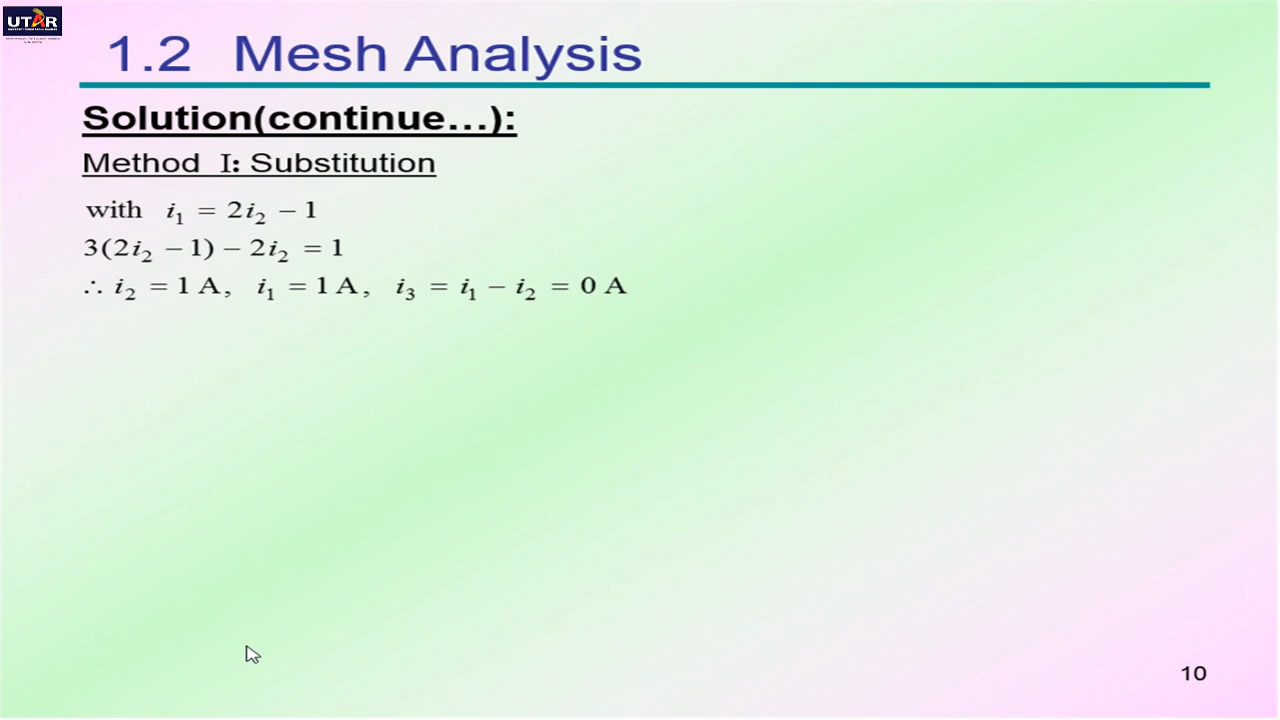 UTAR
1.2 Mesh Analysis
Solution(continue…):
Method I: Substitution
with i₁ = 2i₂ − 1
3(2i₂ − 1) − 2i₂ = 1
∴ i₂ = 1 A, i₁ = 1 A, i₃ = i₁ − i₂ = 0 A
10